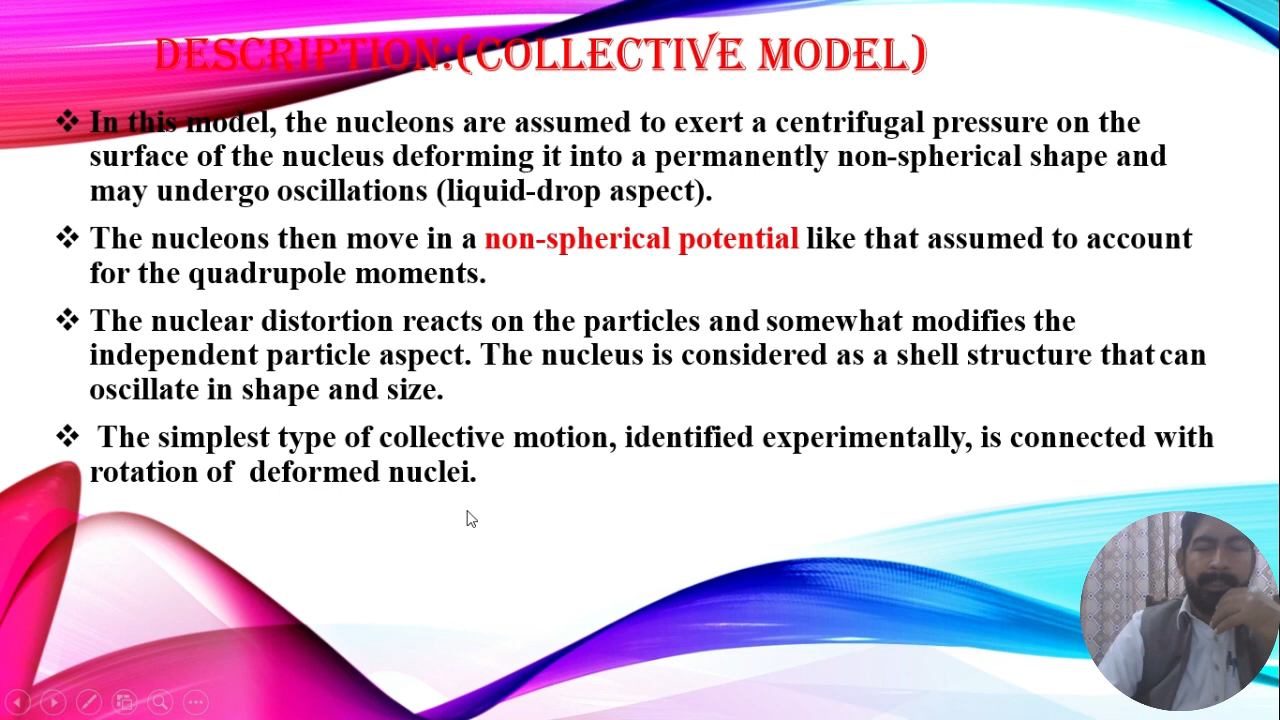 DESCRIPTION:(COLLECTIVE MODEL)
❖ In this model, the nucleons are assumed to exert a centrifugal pressure on the
surface of the nucleus deforming it into a permanently non-spherical shape and
may undergo oscillations (liquid-drop aspect).
❖ The nucleons then move in a non-spherical potential like that assumed to account
for the quadrupole moments.
❖ The nuclear distortion reacts on the particles and somewhat modifies the
independent particle aspect. The nucleus is considered as a shell structure that can
oscillate in shape and size.
❖ The simplest type of collective motion, identified experimentally, is connected with
rotation of deformed nuclei.